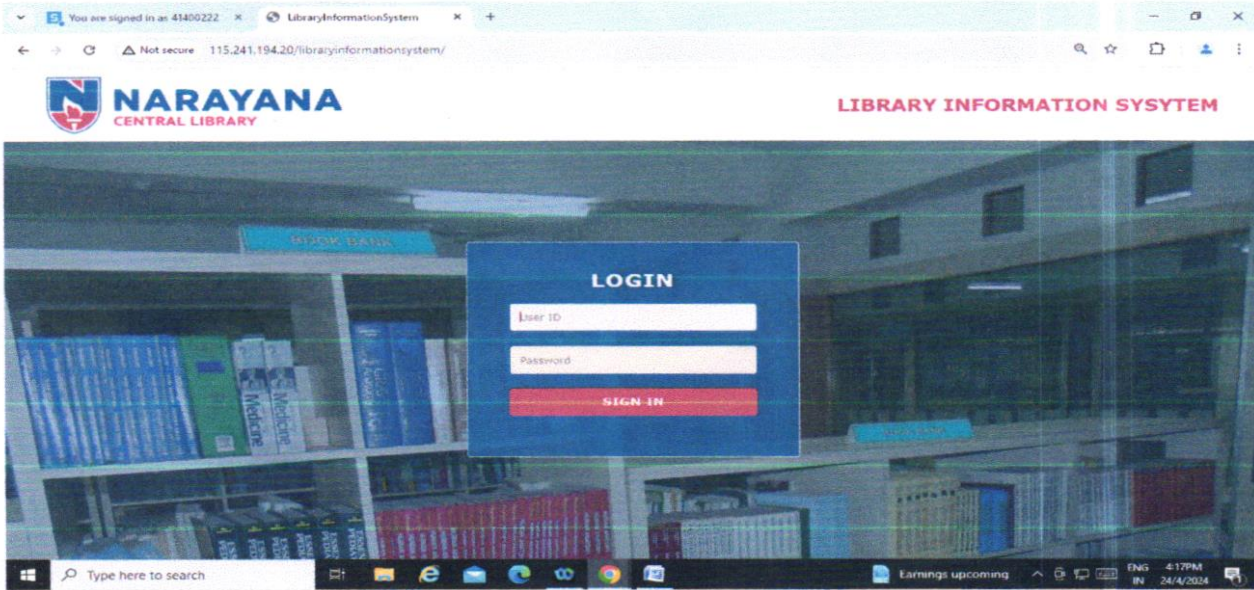 You are signed in as 41400222
LibraryInformationSystem
Not secure 115.241.194.20/libraryinformationsystem/
NARAYANA
CENTRAL LIBRARY
LIBRARY INFORMATION SYSYTEM
BOOK BANK
LOGIN
User ID
Password
SIGN IN
Medicine
Medicine
Type here to search
Earnings upcoming
ENG
IN
4:17PM
24/4/2024